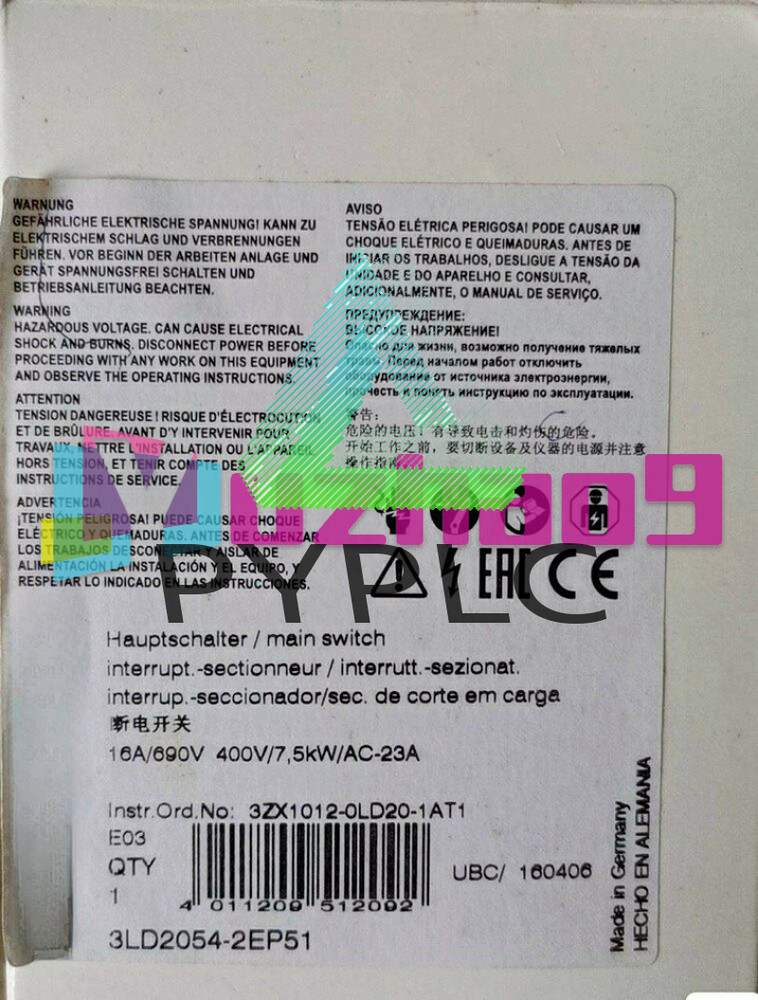 WARNUNG
GEFÄHRLICHE ELEKTRISCHE SPANNUNG! KANN ZU
ELEKTRISCHEM SCHLAG UND VERBRENNUNGEN
FÜHREN. VOR BEGINN DER ARBEITEN ANLAGE UND
GERÄT SPANNUNGSFREI SCHALTEN UND
BETRIEBSANLEITUNG BEACHTEN.
WARNING
HAZARDOUS VOLTAGE. CAN CAUSE ELECTRICAL
SHOCK AND BURNS. DISCONNECT POWER BEFORE
PROCEEDING WITH ANY WORK ON THIS EQUIPMENT
AND OBSERVE THE OPERATING INSTRUCTIONS.
ATTENTION
TENSION DANGEREUSE ! RISQUE D'ÉLECTROCUTION
ET DE BRÛLURE. AVANT D'Y INTERVENIR POUR
TRAVAUX, METTRE L'INSTALLATION OU L'APPAREIL
HORS TENSION, ET TENIR COMPTE DES
INSTRUCTIONS DE SERVICE.
ADVERTENCIA
¡TENSIÓN PELIGROSA! PUEDE CAUSAR CHOQUE
ELÉCTRICO Y QUEMADURAS. ANTES DE COMENZAR
LOS TRABAJOS DESCONECTAR Y AISLAR DE
ALIMENTACIÓN LA INSTALACIÓN Y EL EQUIPO, Y
RESPETAR LO INDICADO EN LAS INSTRUCCIONES.
AVISO
TENSÃO ELÉTRICA PERIGOSA! PODE CAUSAR UM
CHOQUE ELÉTRICO E QUEIMADURAS. ANTES DE
INICIAR OS TRABALHOS, DESLIGUE A TENSÃO DA
UNIDADE E DO APARELHO E CONSULTAR,
ADICIONALMENTE, O MANUAL DE SERVIÇO.
ПРЕДУПРЕЖДЕНИЕ:
ВЫСОКОЕ НАПРЯЖЕНИЕ!
Опасно для жизни, возможно получение тяжелых
травм. Перед началом работ отключить
оборудование от источника электроэнергии,
прочесть и понять инструкцию по эксплуатации.
警告:
危险的电压! 有导致电击和灼伤的危险。
开始工作之前, 要切断设备及仪器的电源并注意
操作指南
EAC CE
PYPLC
Hauptschalter / main switch
interrupt.-sectionneur / interrutt.-sezionat.
interrup.-seccionador/sec. de corte em carga
断电开关
16A/690V 400V/7,5kW/AC-23A
Instr.Ord.No: 3ZX1012-0LD20-1AT1
E03
QTY
1
4 011209 512092
UBC/ 160406
3LD2054-2EP51
Made in Germany
HECHO EN ALEMANIA